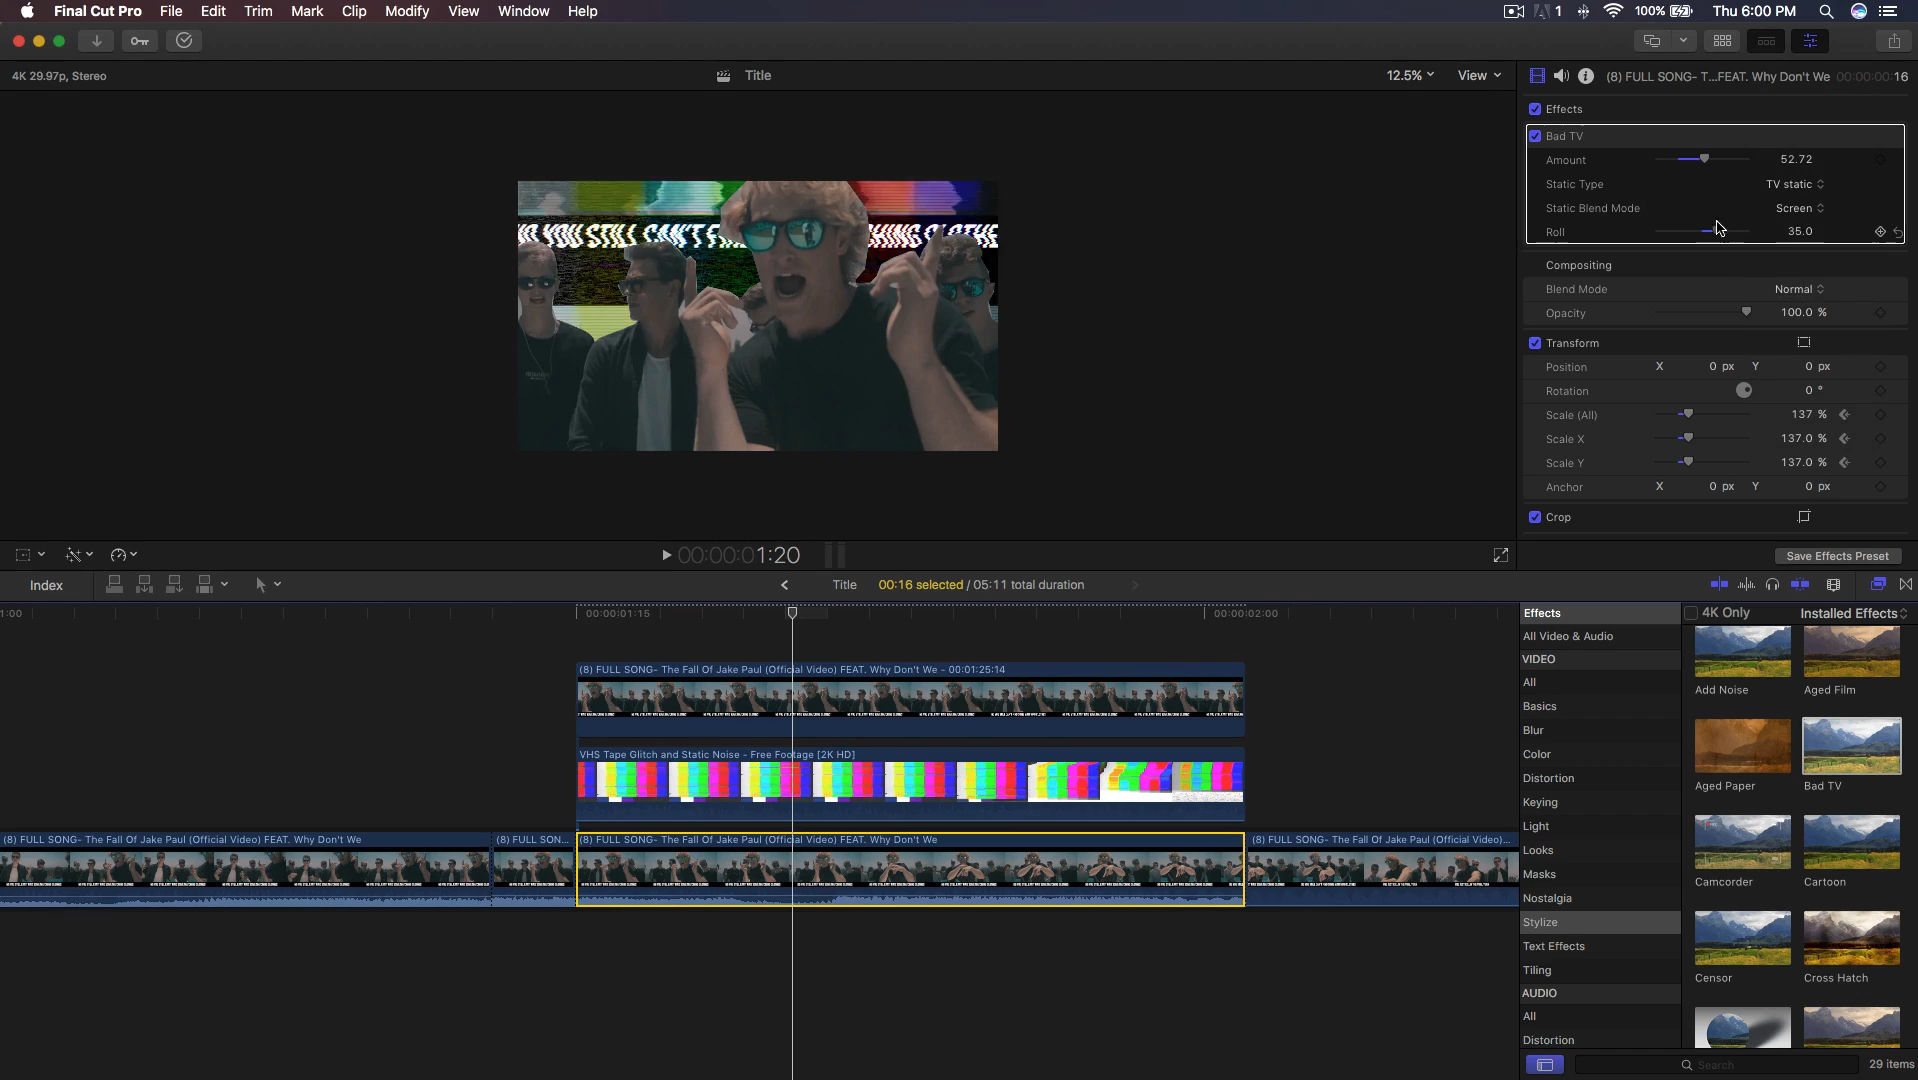 Final Cut Pro File Edit Trim Mark Clip Modify View Window Help
1 100% Thu 6:00 PM
4K 29.97p, Stereo
Title
12.5% View
(8) FULL SONG- T...FEAT. Why Don't We 00:00:00:16
Effects
Bad TV
Amount 52.72
Static Type TV static
Static Blend Mode Screen
Roll 35.0
Compositing
Blend Mode Normal
Opacity 100.0 %
Transform
Position X 0 px Y 0 px
Rotation 0 °
Scale (All) 137 %
Scale X 137.0 %
Scale Y 137.0 %
Anchor X 0 px Y 0 px
Crop
Save Effects Preset
00:00:01:20
Index
Title 00:16 selected / 05:11 total duration
1:00 00:00:01:15 00:00:02:00
(8) FULL SONG- The Fall Of Jake Paul (Official Video) FEAT. Why Don't We - 00:01:25:14
VHS Tape Glitch and Static Noise - Free Footage [2K HD]
(8) FULL SONG- The Fall Of Jake Paul (Official Video) FEAT. Why Don't We
(8) FULL SON...
(8) FULL SONG- The Fall Of Jake Paul (Official Video) FEAT. Why Don't We
(8) FULL SONG- The Fall Of Jake Paul (Official Video)...
Effects
All Video & Audio
VIDEO
All
Basics
Blur
Color
Distortion
Keying
Light
Looks
Masks
Nostalgia
Stylize
Text Effects
Tiling
AUDIO
All
Distortion
4K Only Installed Effects
Add Noise Aged Film
Aged Paper Bad TV
Camcorder Cartoon
Censor Cross Hatch
Search
29 items